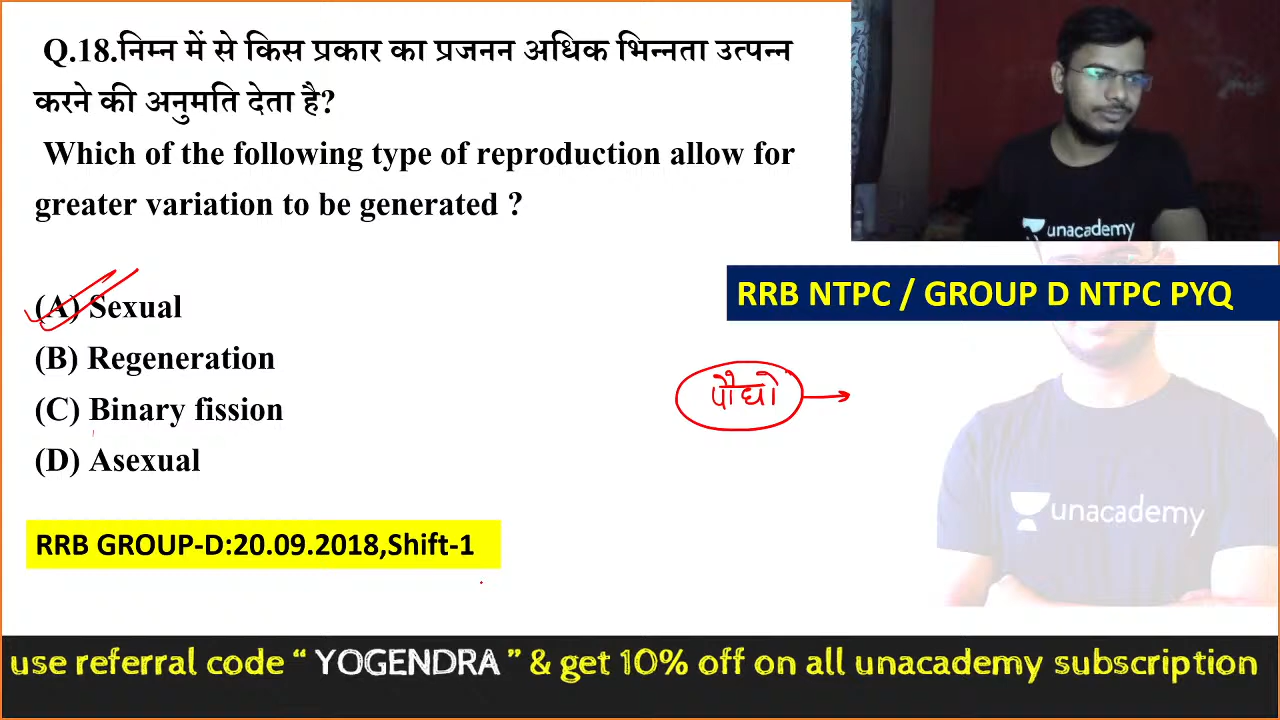 Q.18.निम्न में से किस प्रकार का प्रजनन अधिक भिन्नता उत्पन्न
करने की अनुमति देता है?
Which of the following type of reproduction allow for
greater variation to be generated ?
(A) Sexual
(B) Regeneration
(C) Binary fission
(D) Asexual
RRB GROUP-D:20.09.2018,Shift-1
unacademy
RRB NTPC / GROUP D NTPC PYQ
पौधो
unacademy
use referral code “ YOGENDRA ” & get 10% off on all unacademy subscription